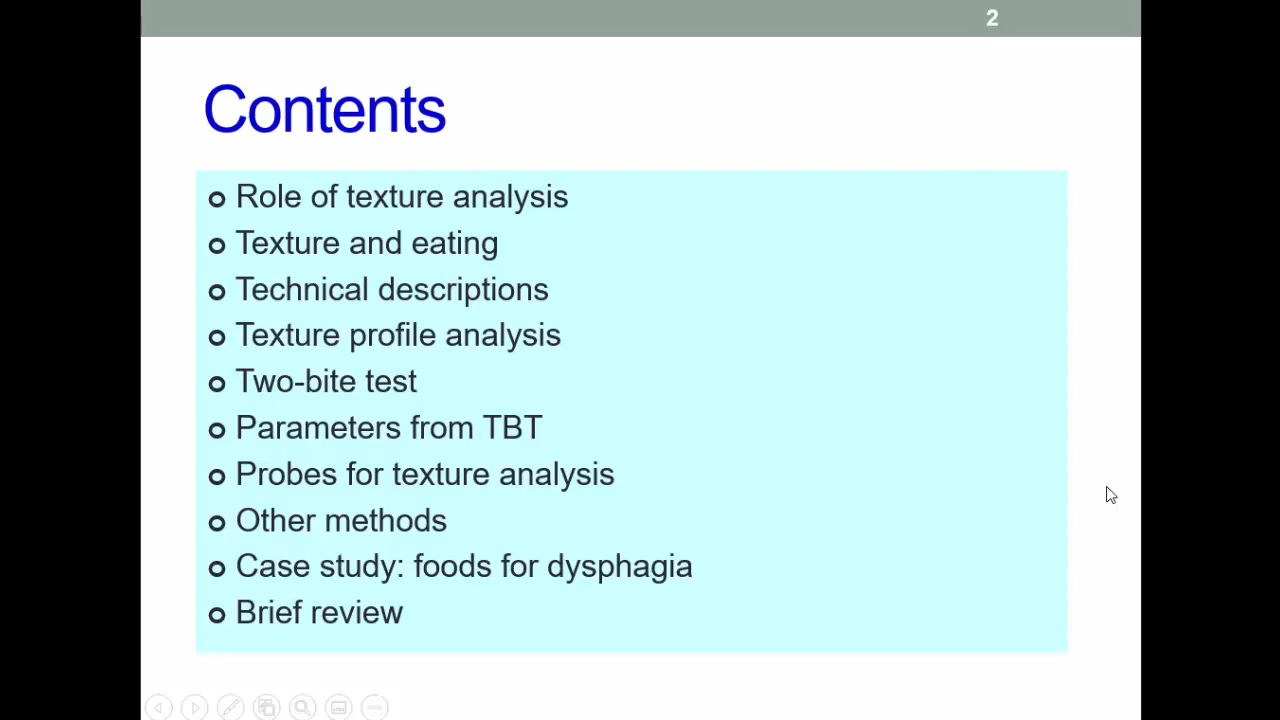 2
Contents
Role of texture analysis
Texture and eating
Technical descriptions
Texture profile analysis
Two-bite test
Parameters from TBT
Probes for texture analysis
Other methods
Case study: foods for dysphagia
Brief review